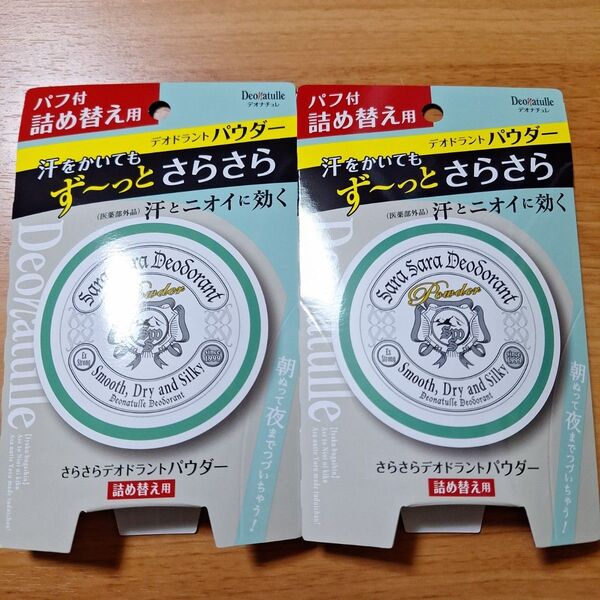 パフ付
詰め替え用
Deonatulle
デオナチュレ
デオドラントパウダー
汗をかいても
ず〜っとさらさら
(医薬部外品)汗とニオイに効く
Deonatulle
Sara Sara Deodorant
Powder
Ex
Strong
since
1999
Smooth, Dry and Silky
Deonatulle Deodorant
朝ぬって夜までつづいちゃう!
さらさらデオドラントパウダー
詰め替え用
パフ付
詰め替え用
Deonatulle
デオナチュレ
デオドラントパウダー
汗をかいても
ず〜っとさらさら
(医薬部外品)汗とニオイに効く
Deonatulle
Sara Sara Deodorant
Powder
Ex
Strong
since
Smooth, Dry and Silky
Deonatulle Deodorant
朝ぬって夜までつづいちゃう!
さらさらデオドラントパウダー
詰め替え用